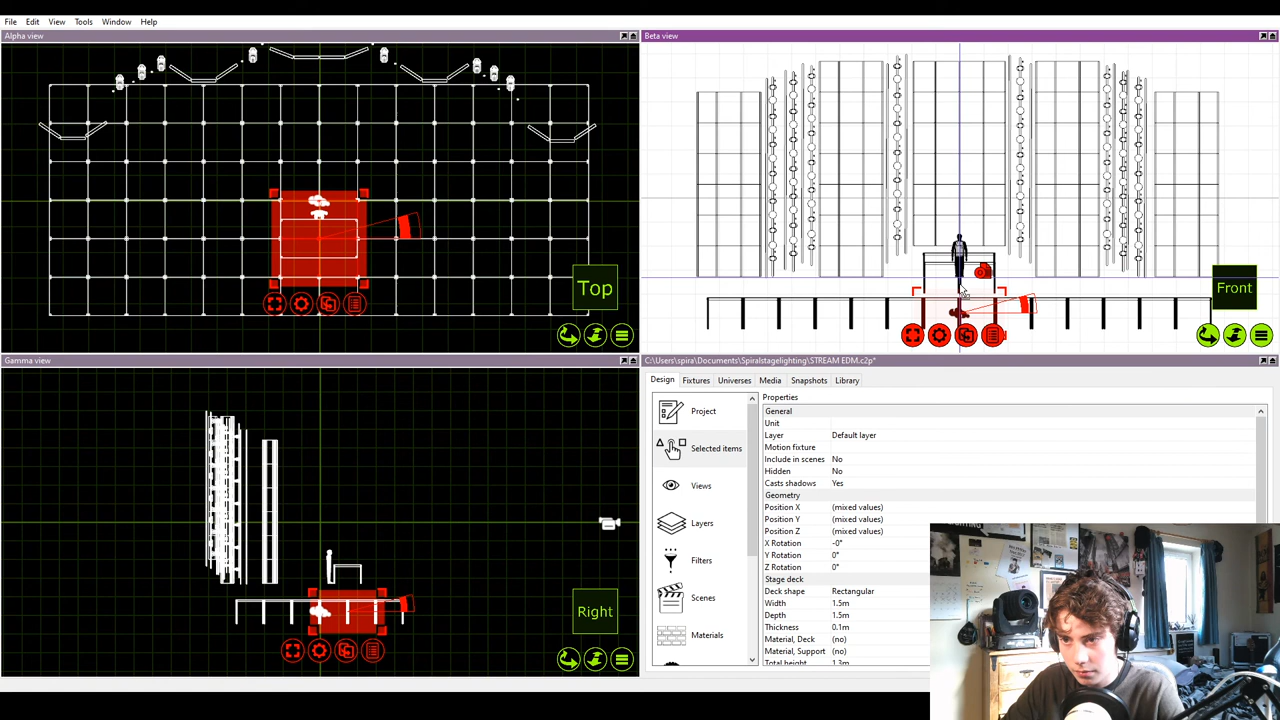 File Edit View Tools Window Help
Alpha view
Beta view
Top
Front
Gamma view
C:\Users\spira\Documents\Spiralstagelighting\STREAM EDM.c2p*
Design Fixtures Universes Media Snapshots Library
Project
Selected items
Views
Layers
Filters
Scenes
Materials
Properties
General
Unit
Layer Default layer
Motion fixture
Include in scenes No
Hidden No
Casts shadows Yes
Geometry
Position X (mixed values)
Position Y (mixed values)
Position Z (mixed values)
X Rotation -0°
Y Rotation 0°
Z Rotation 0°
Stage deck
Deck shape Rectangular
Width 1.5m
Depth 1.5m
Thickness 0.1m
Material, Deck (no)
Material, Support (no)
Total height 1.3m
Right